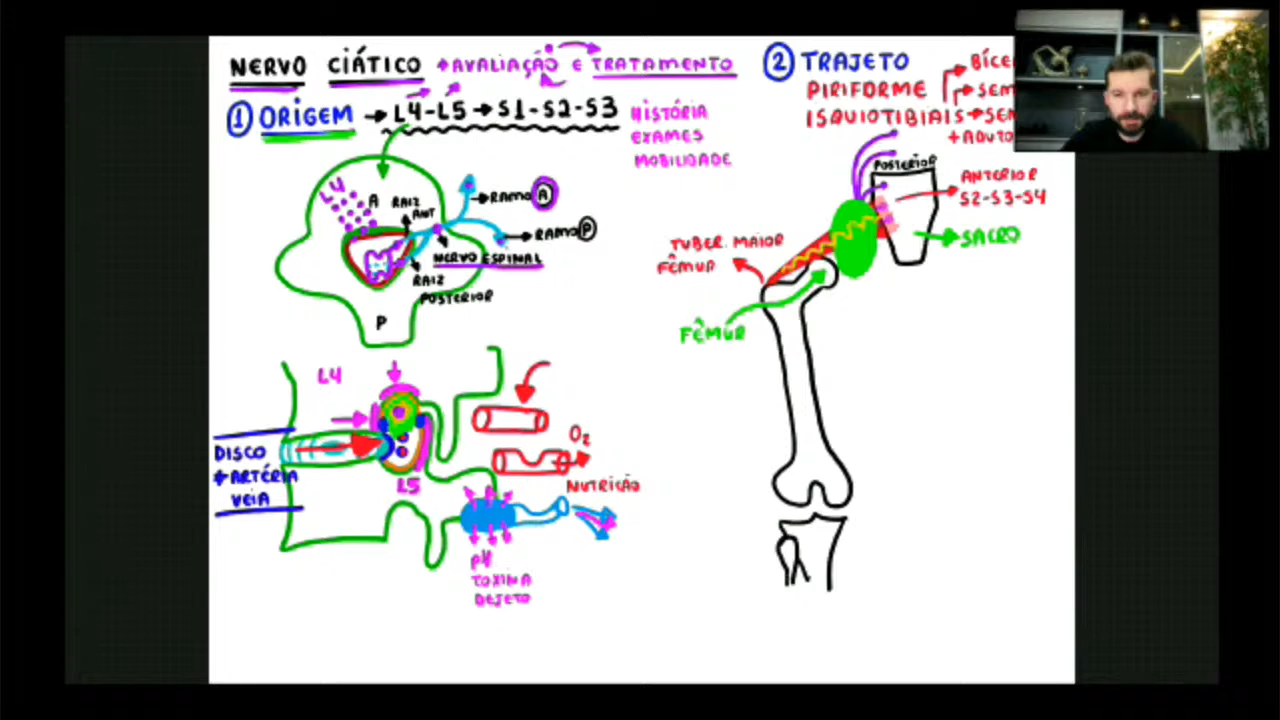 NERVO CIÁTICO + AVALIAÇÃO E TRATAMENTO
1 ORIGEM → L4-L5 → S1-S2-S3
HISTÓRIA
EXAMES
MOBILIDADE
L4
A
RAIZ
ANT
RAMO A
RAMO P
NERVO ESPINAL
RAIZ
POSTERIOR
P
L4
DISCO
+ ARTÉRIA
VEIA
L5
O2
NUTRIÇÃO
PH
TOXINA
DEJETO
2 TRAJETO
PIRIFORME
ISQUIOTIBIAIS
POSTERIOR
ANTERIOR
S2-S3-S4
SACRO
TUBER. MAIOR
FÊMUR
FÊMUR